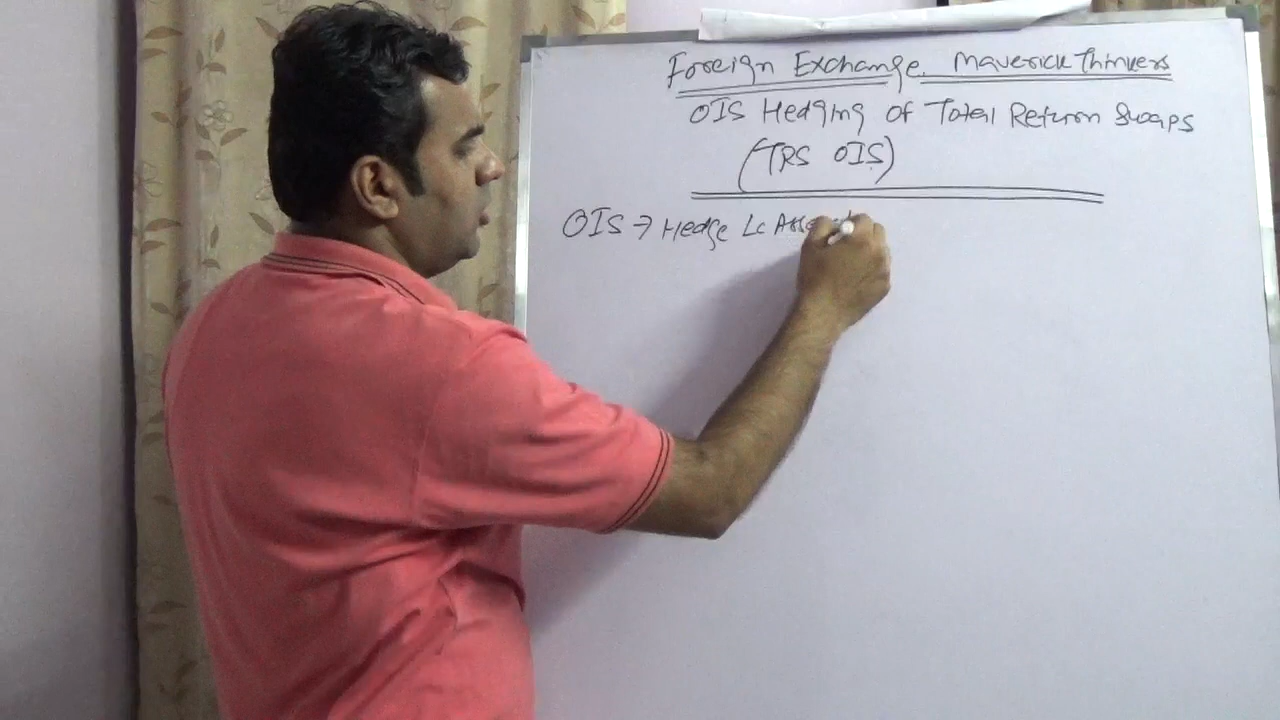 Foreign Exchange Maverick Thinkers
OIS Hedging of Total Return Swaps
(TRS OIS)
OIS → Hedge Lc